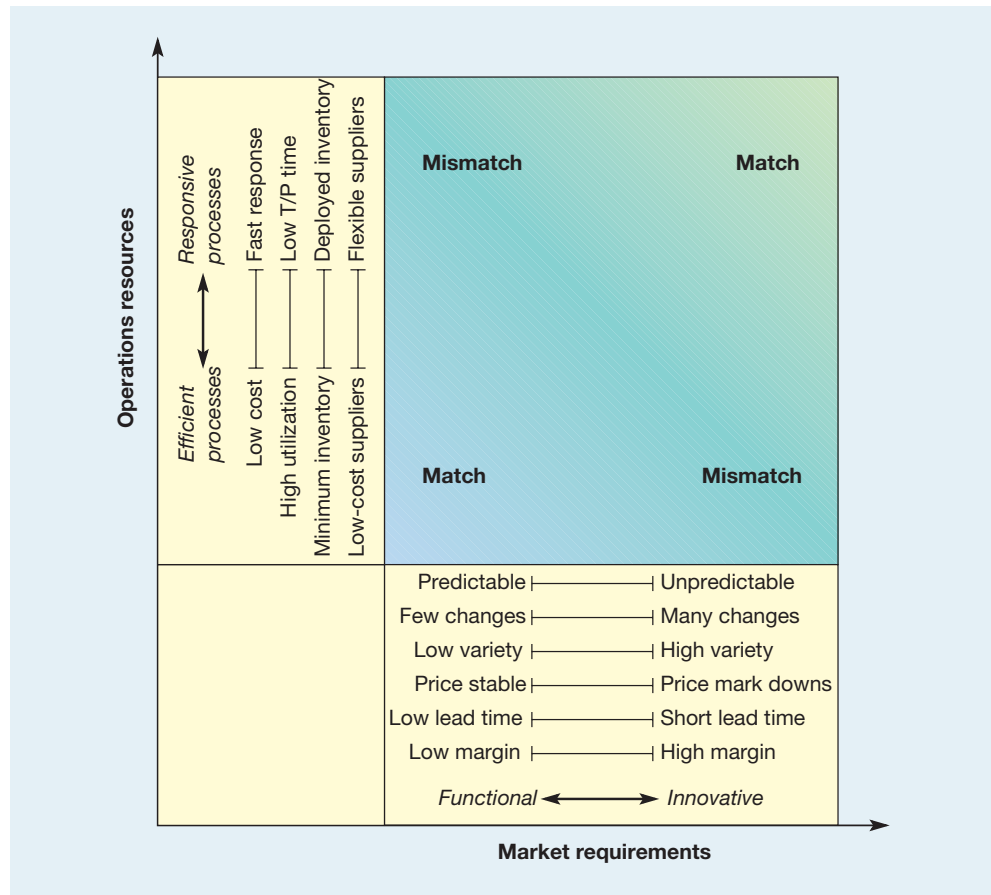 Operations resources
Responsive
processes
Efficient
processes
Fast response
Low cost
Low T/P time
High utilization
Deployed inventory
Minimum inventory
Flexible suppliers
Low-cost suppliers
Mismatch
Match
Match
Mismatch
Predictable Unpredictable
Few changes Many changes
Low variety High variety
Price stable Price mark downs
Low lead time Short lead time
Low margin High margin
Functional Innovative
Market requirements